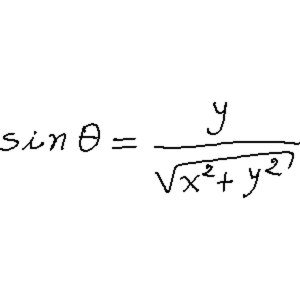 sin θ = y / √(x² + y²)